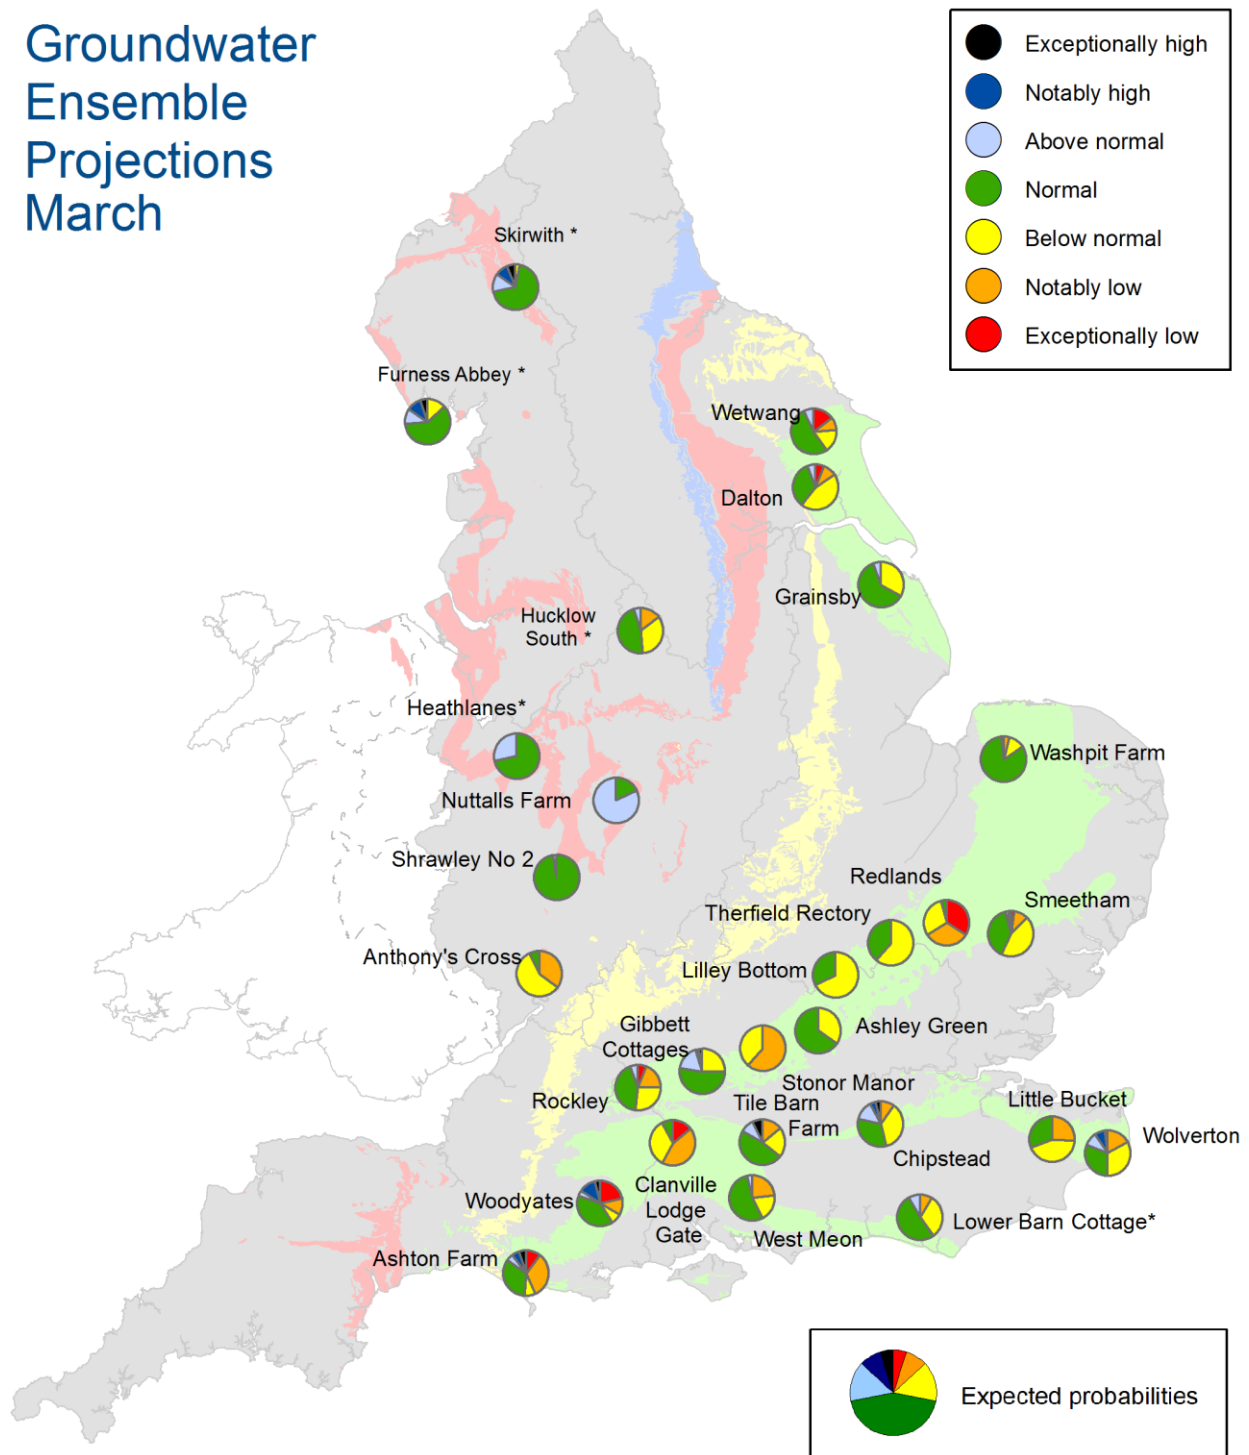 Groundwater
Ensemble
Projections
March
Exceptionally high
Notably high
Above normal
Normal
Below normal
Notably low
Exceptionally low
Skirwith *
Furness Abbey *
Wetwang
Dalton
Grainsby
Hucklow
South *
Heathlanes*
Nuttalls Farm
Washpit Farm
Shrawley No 2
Redlands
Smeetham
Therfield Rectory
Anthony's Cross
Lilley Bottom
Gibbett
Cottages
Ashley Green
Stonor Manor
Rockley
Tile Barn
Farm
Little Bucket
Wolverton
Chipstead
Woodyates
Clanville
Lodge
Gate
West Meon
Lower Barn Cottage*
Ashton Farm
Expected probabilities